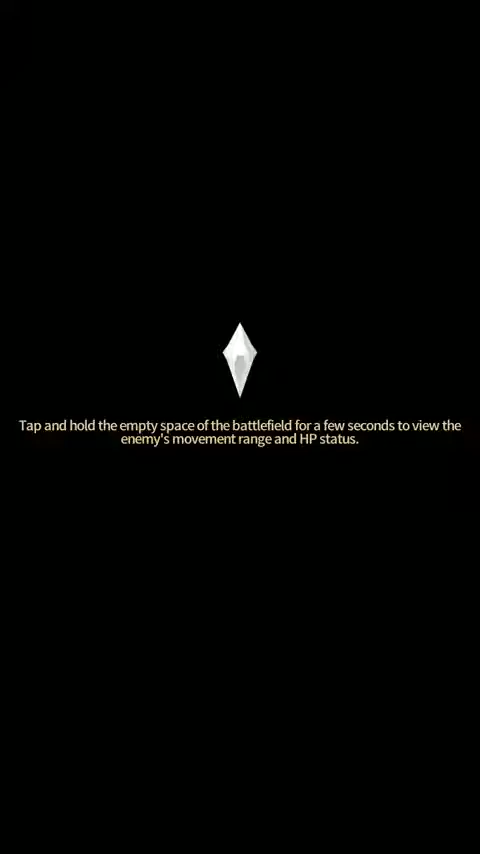 Tap and hold the empty space of the battlefield for a few seconds to view the
enemy's movement range and HP status.